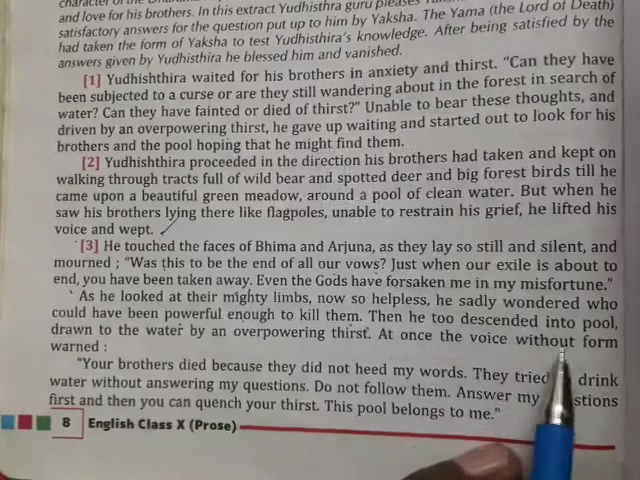 and love for his brothers. In this extract Yudhisthra guru pleases
satisfactory answers for the question put up to him by Yaksha. The Yama (the Lord of Death)
had taken the form of Yaksha to test Yudhisthira's knowledge. After being satisfied by the
answers given by Yudhisthira he blessed him and vanished.
[1] Yudhishthira waited for his brothers in anxiety and thirst. "Can they have
been subjected to a curse or are they still wandering about in the forest in search of
water? Can they have fainted or died of thirst?" Unable to bear these thoughts, and
driven by an overpowering thirst, he gave up waiting and started out to look for his
brothers and the pool hoping that he might find them.
[2] Yudhishthira proceeded in the direction his brothers had taken and kept on
walking through tracts full of wild bear and spotted deer and big forest birds till he
came upon a beautiful green meadow, around a pool of clean water. But when he
saw his brothers lying there like flagpoles, unable to restrain his grief, he lifted his
voice and wept.
[3] He touched the faces of Bhima and Arjuna, as they lay so still and silent, and
mourned ; "Was this to be the end of all our vows? Just when our exile is about to
end, you have been taken away. Even the Gods have forsaken me in my misfortune."
As he looked at their mighty limbs, now so helpless, he sadly wondered who
could have been powerful enough to kill them. Then he too descended into pool,
drawn to the water by an overpowering thirst. At once the voice without form
warned :
"Your brothers died because they did not heed my words. They tried drink
water without answering my questions. Do not follow them. Answer my stions
first and then you can quench your thirst. This pool belongs to me."
8 English Class X (Prose)